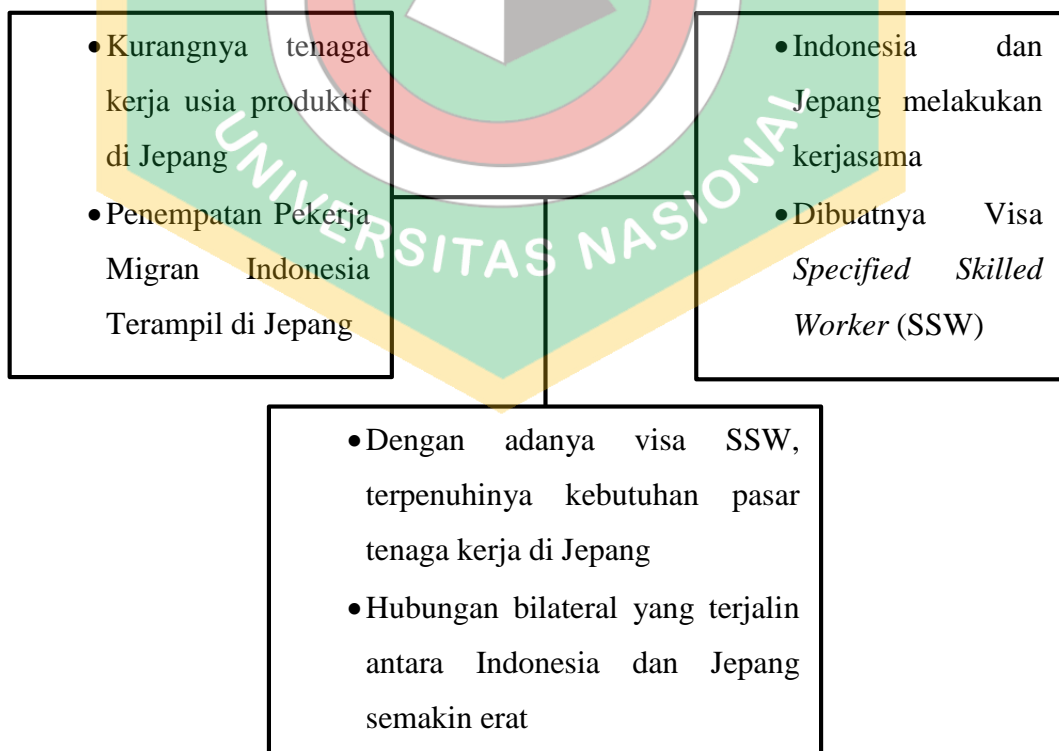 • Kurangnya tenaga
kerja usia produktif
di Jepang
• Penempatan Pekerja
Migran Indonesia
Terampil di Jepang
• Indonesia dan
Jepang melakukan
kerjasama
• Dibuatnya Visa
Specified Skilled
Worker (SSW)
UNIVERSITAS NASIONAL
• Dengan adanya visa SSW,
terpenuhinya kebutuhan pasar
tenaga kerja di Jepang
• Hubungan bilateral yang terjalin
antara Indonesia dan Jepang
semakin erat